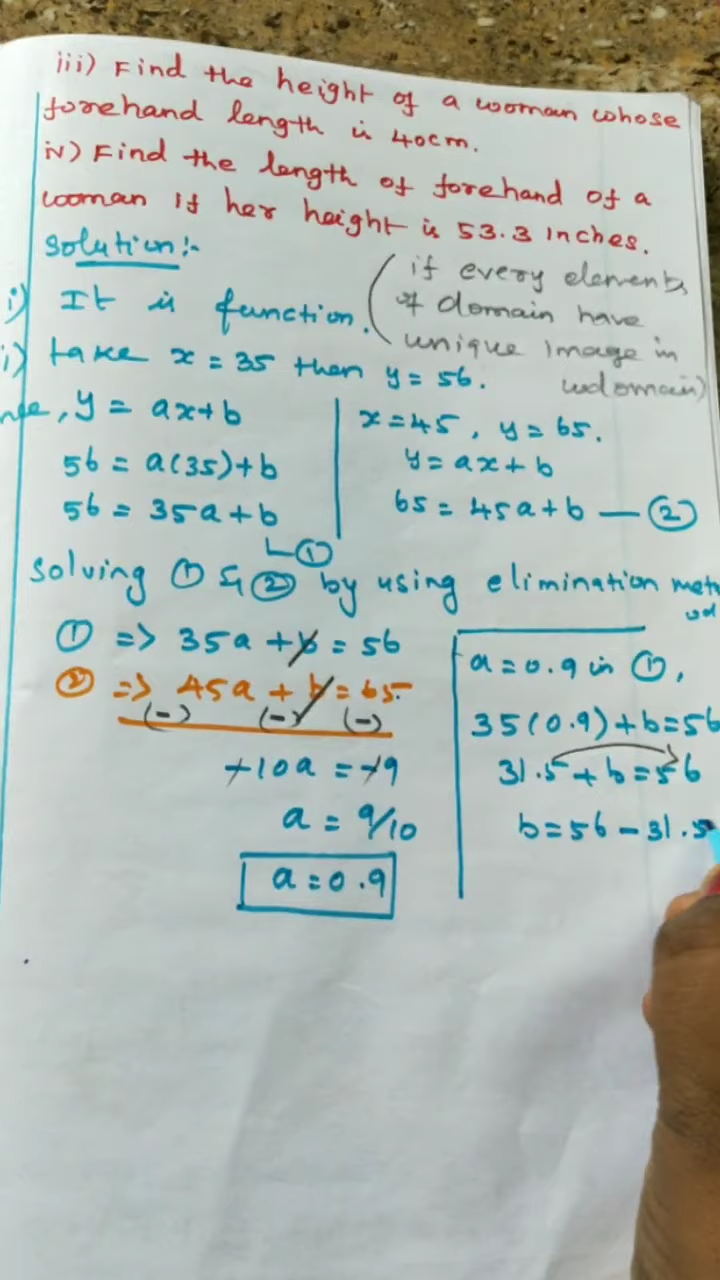 iii) Find the height of a woman whose
forehand length is 40cm.
iv) Find the length of forehand of a
woman if her height is 53.3 inches.
Solution:-
i) It is function. (if every elements
of domain have
unique image in
codomain)
i) take x = 35 then y = 56.
y = ax+b
56 = a(35)+b
56 = 35a+b
①
x=45, y=65.
y=ax+b
65=45a+b — ②
Solving ① & ② by using elimination
① => 35a + b = 56
② => 45a + b = 65.
(-) (-) (-)
+10a = +9
a = 9/10
a = 0.9
a=0.9 in ①,
35(0.9)+b=56
31.5+b=56
b=56-31.5